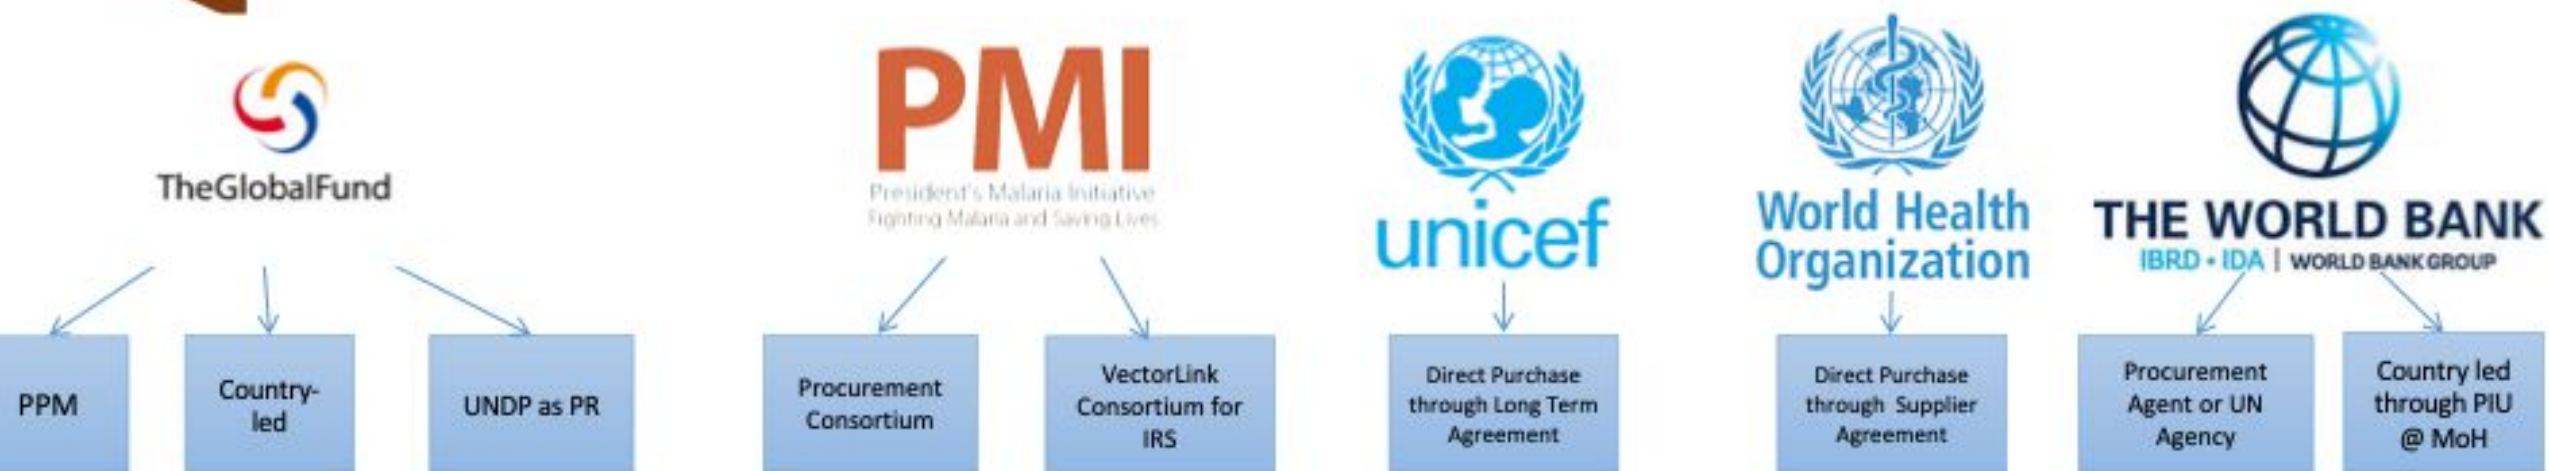 TheGlobalFund
PMI
President's Malaria Initiative
Fighting Malaria and Saving Lives
unicef
World Health
Organization
THE WORLD BANK
IBRD • IDA | WORLD BANK GROUP
PPM
Country-
led
UNDP as PR
Procurement
Consortium
VectorLink
Consortium for
IRS
Direct Purchase
through Long Term
Agreement
Direct Purchase
through Supplier
Agreement
Procurement
Agent or UN
Agency
Country led
through PIU
@ MoH